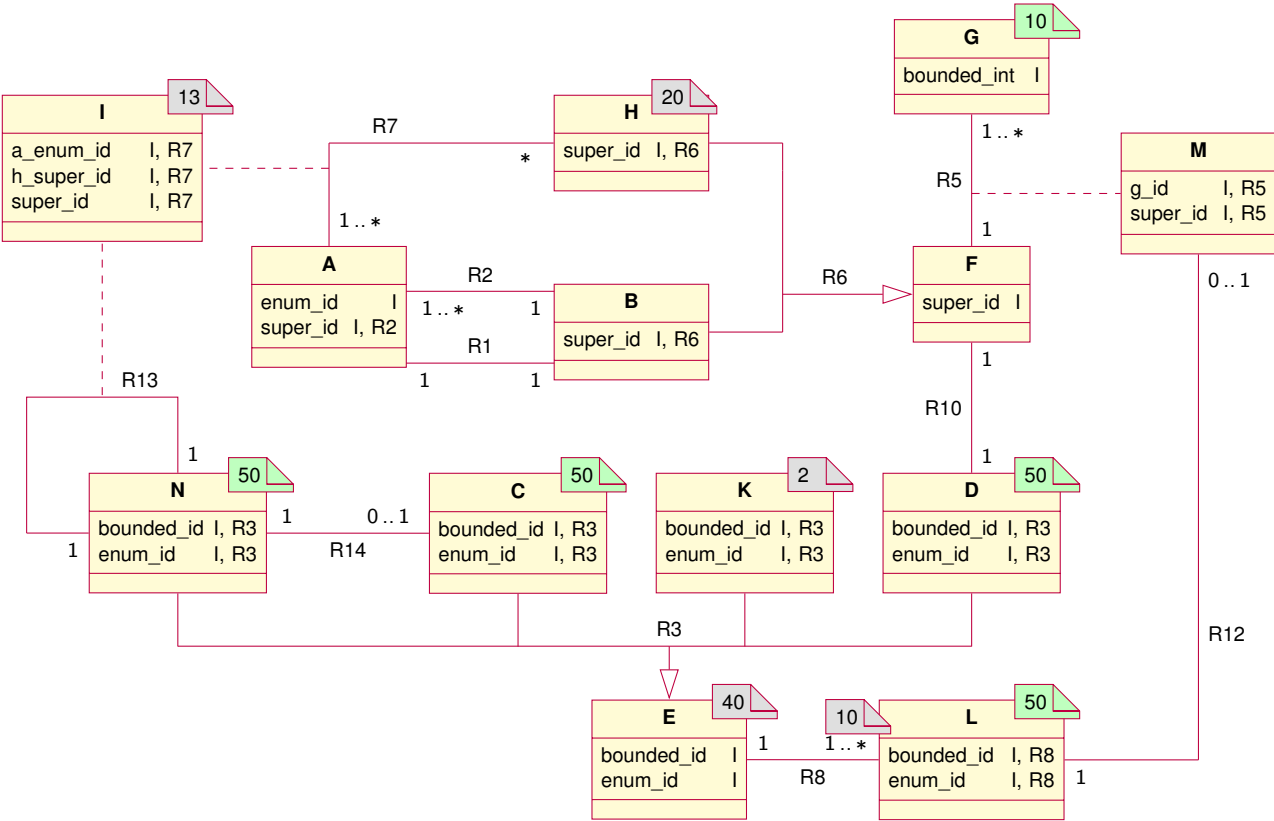 10
G
bounded_int I
1..*
R5
1
13
I
a_enum_id I, R7
h_super_id I, R7
super_id I, R7
R7
*
1..*
20
H
super_id I, R6
M
g_id I, R5
super_id I, R5
0..1
A
enum_id I
super_id I, R2
R2
1..* 1
R1
1 1
B
super_id I, R6
R6
F
super_id I
1
R10
1
R13
1
1
50
N
bounded_id I, R3
enum_id I, R3
1 0..1
R14
50
C
bounded_id I, R3
enum_id I, R3
2
K
bounded_id I, R3
enum_id I, R3
50
D
bounded_id I, R3
enum_id I, R3
R3
R12
40
E
bounded_id I
enum_id I
1 1..*
R8
10
50
L
bounded_id I, R8
enum_id I, R8
1